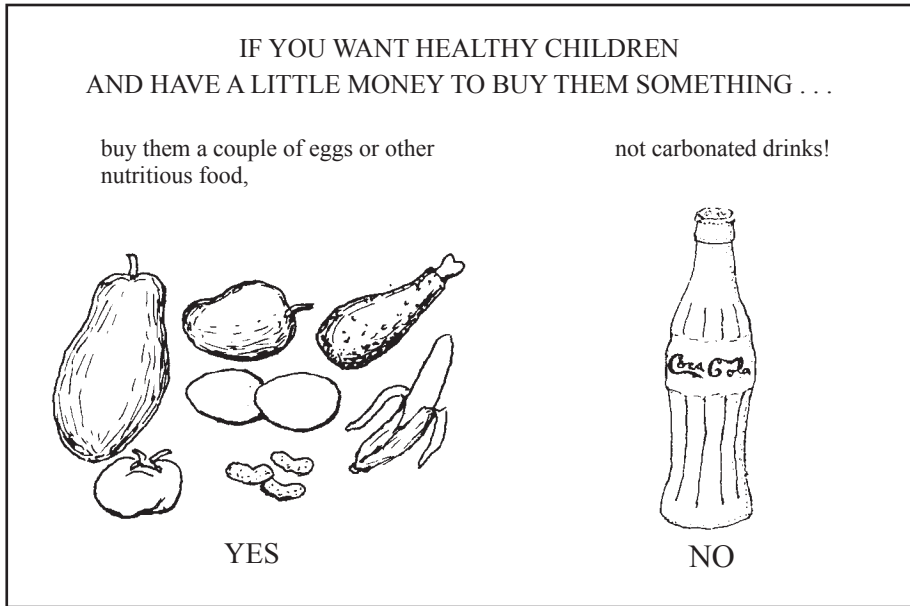 IF YOU WANT HEALTHY CHILDREN
AND HAVE A LITTLE MONEY TO BUY THEM SOMETHING . . .
buy them a couple of eggs or other
nutritious food,
not carbonated drinks!
Coca Cola
YES
NO